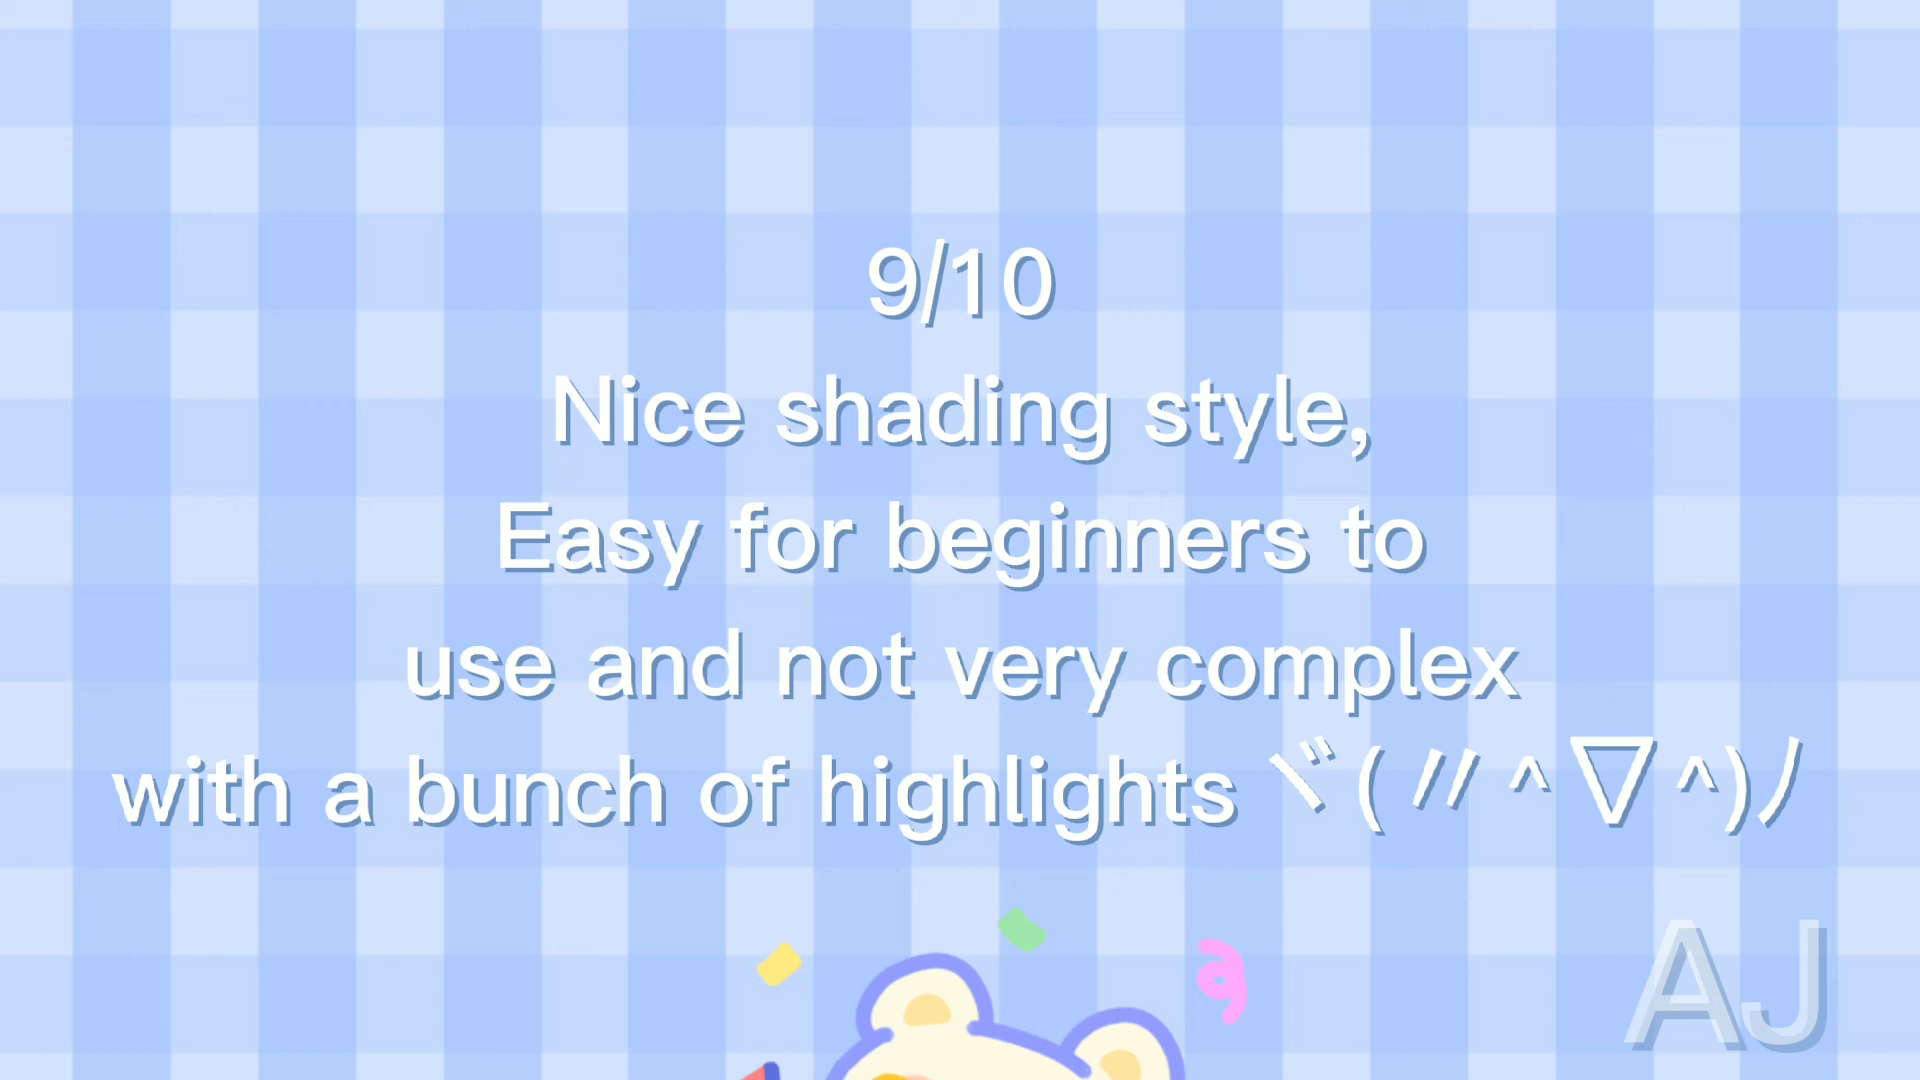 9/10
Nice shading style,
Easy for beginners to
use and not very complex
with a bunch of highlights ヾ(〃^▽^)ﾉ
AJ